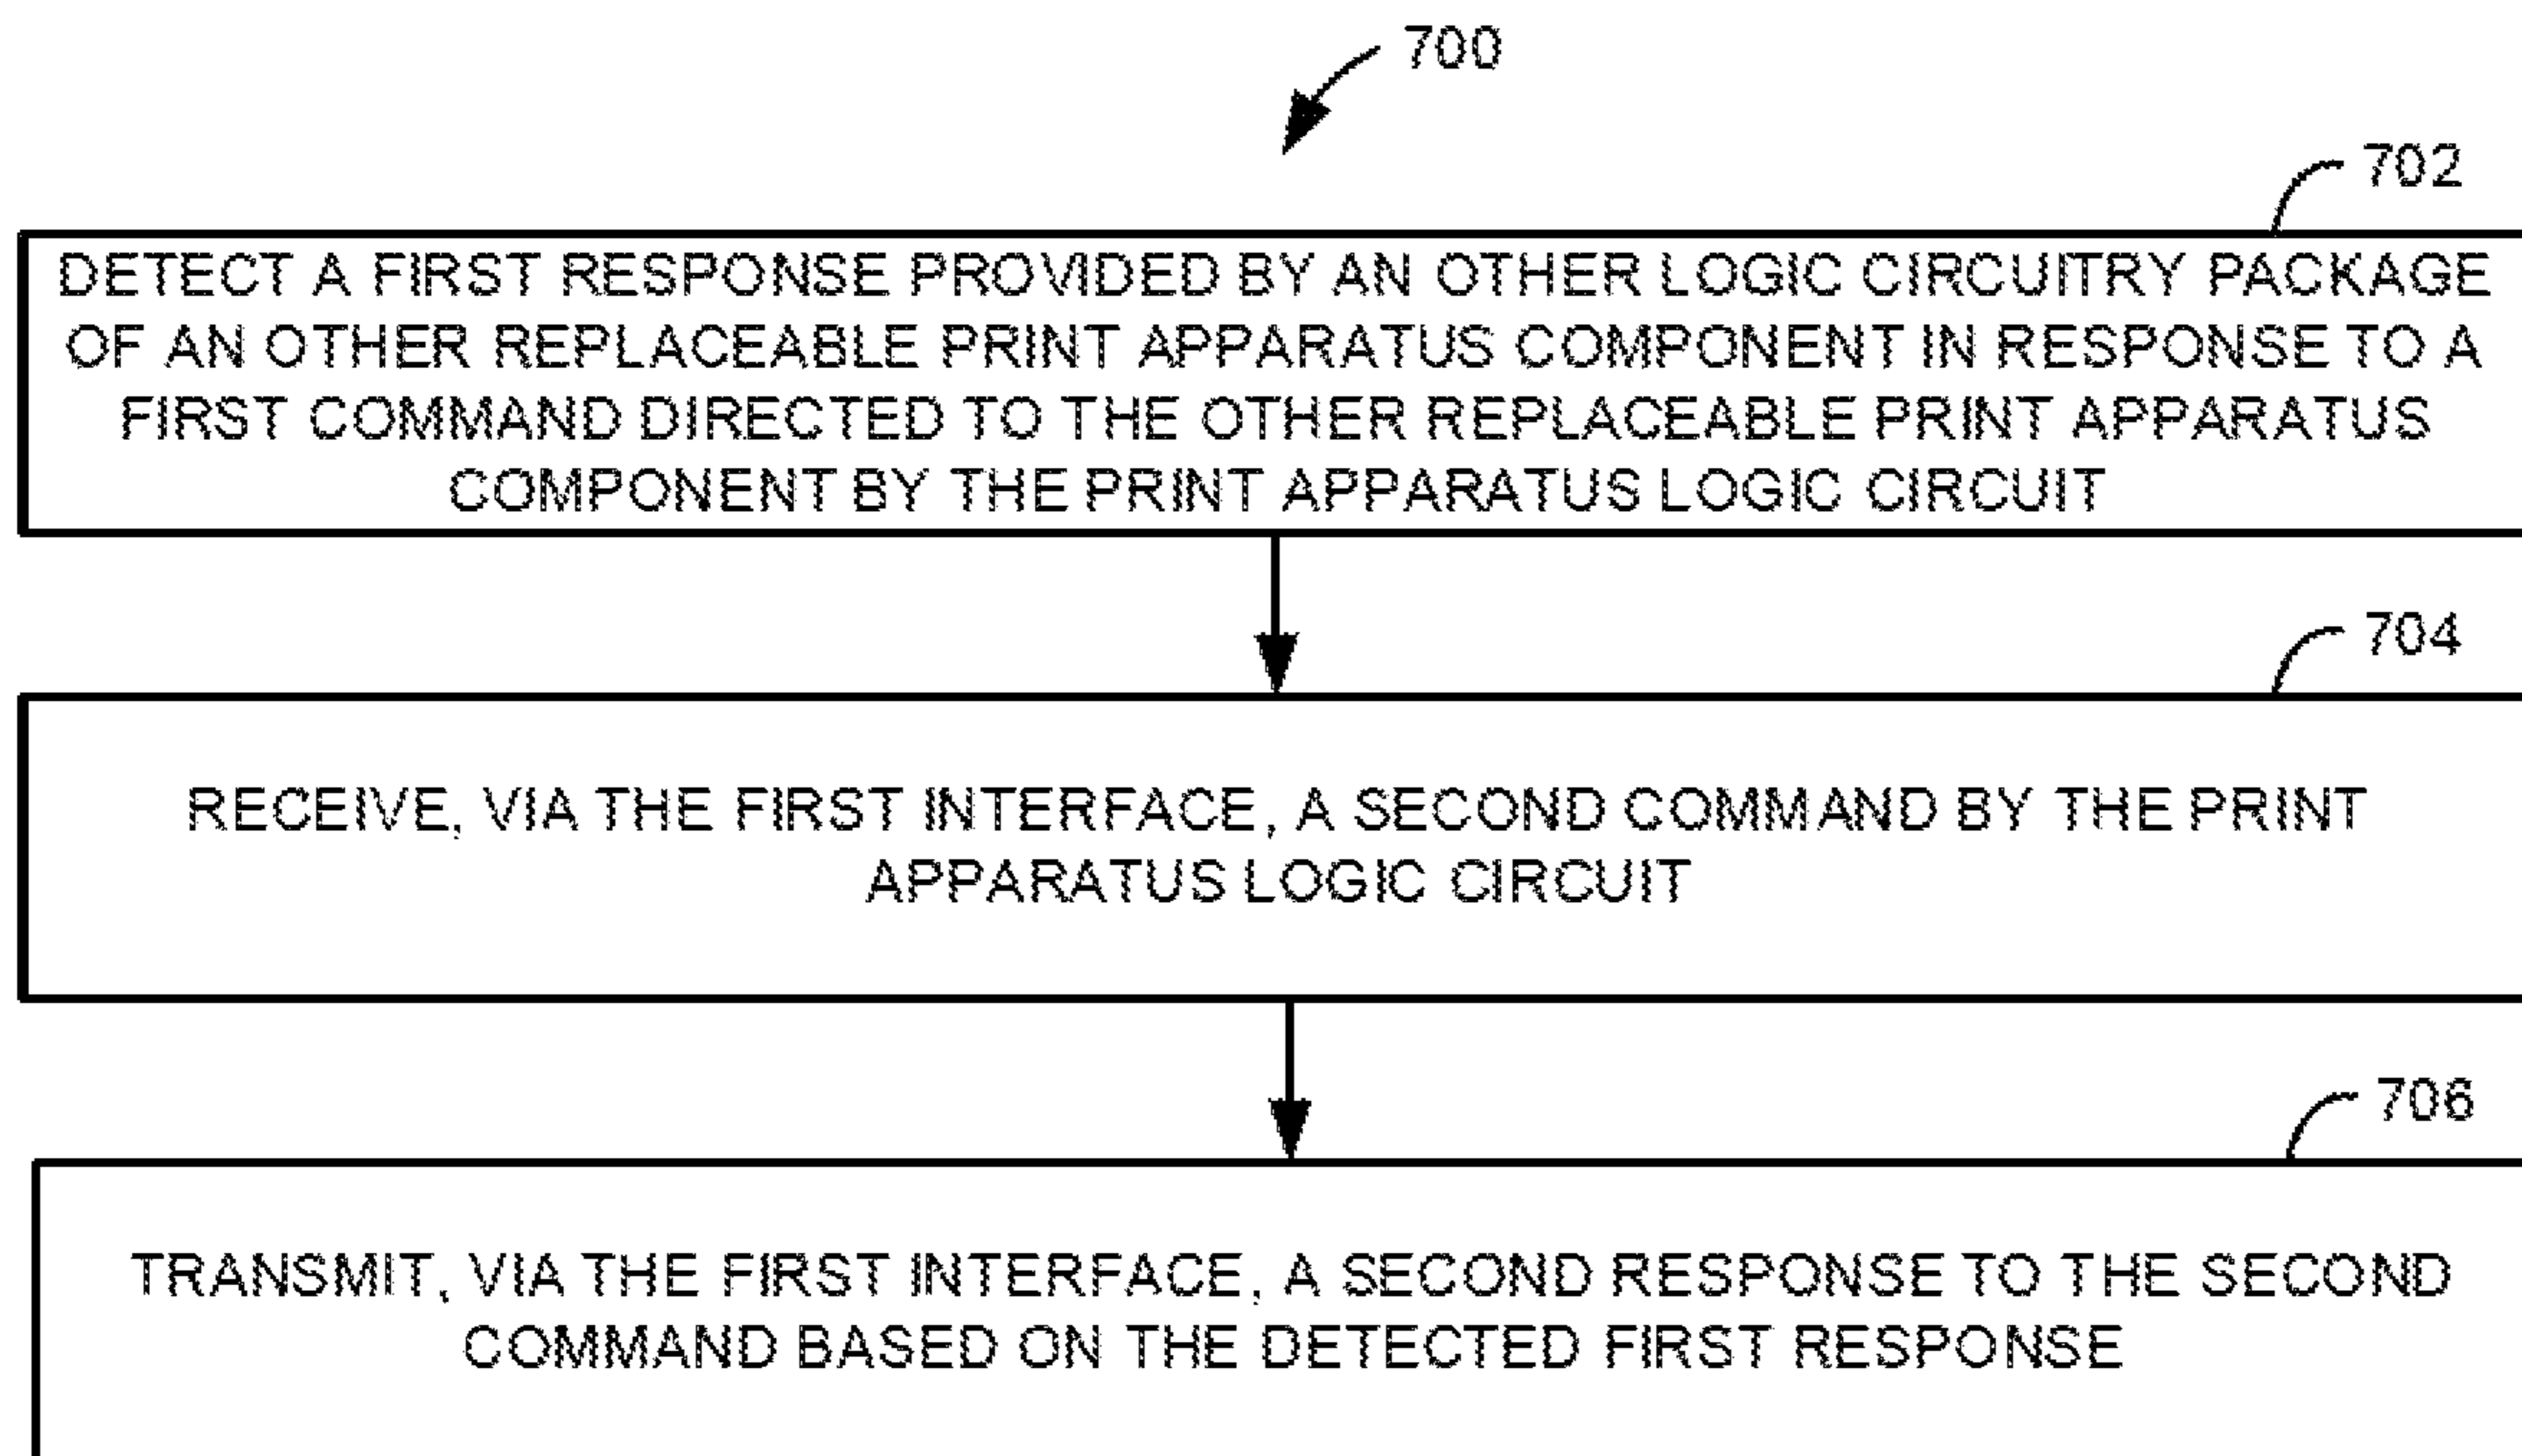 700
702
DETECT A FIRST RESPONSE PROVIDED BY AN OTHER LOGIC CIRCUITRY PACKAGE
OF AN OTHER REPLACEABLE PRINT APPARATUS COMPONENT IN RESPONSE TO A
FIRST COMMAND DIRECTED TO THE OTHER REPLACEABLE PRINT APPARATUS
COMPONENT BY THE PRINT APPARATUS LOGIC CIRCUIT
704
RECEIVE, VIA THE FIRST INTERFACE, A SECOND COMMAND BY THE PRINT
APPARATUS LOGIC CIRCUIT
706
TRANSMIT, VIA THE FIRST INTERFACE, A SECOND RESPONSE TO THE SECOND
COMMAND BASED ON THE DETECTED FIRST RESPONSE